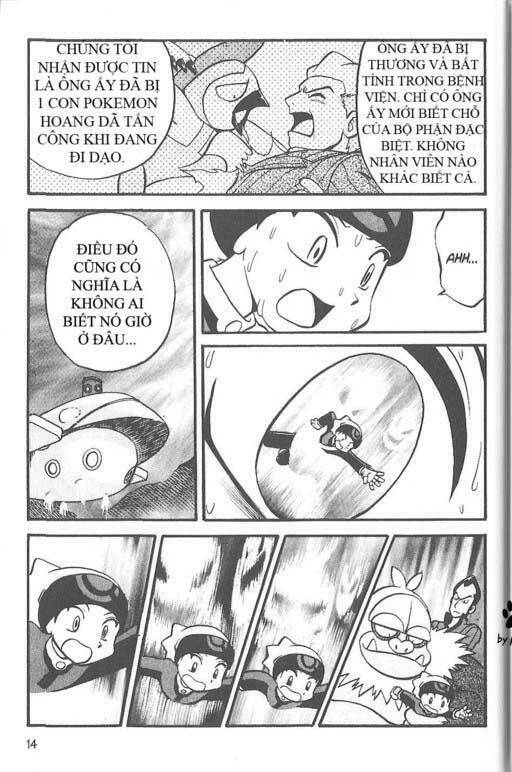 CHÚNG TÔI
NHẬN ĐƯỢC TIN
LÀ ÔNG ẤY ĐÃ BỊ
1 CON POKEMON
HOANG DÃ TẤN
CÔNG KHI ĐANG
ĐI DẠO.
ÔNG ẤY ĐÃ BỊ
THƯƠNG VÀ BẤT
TỈNH TRONG BỆNH
VIỆN. CHỈ CÓ ÔNG
ẤY MỚI BIẾT CHỖ
CỦA BỘ PHẬN ĐẶC
BIỆT. KHÔNG
NHÂN VIÊN NÀO
KHÁC BIẾT CẢ.
ĐIỀU ĐÓ
CŨNG CÓ
NGHĨA LÀ
KHÔNG AI
BIẾT NÓ GIỜ
Ở ĐÂU...
AHH...
by
14